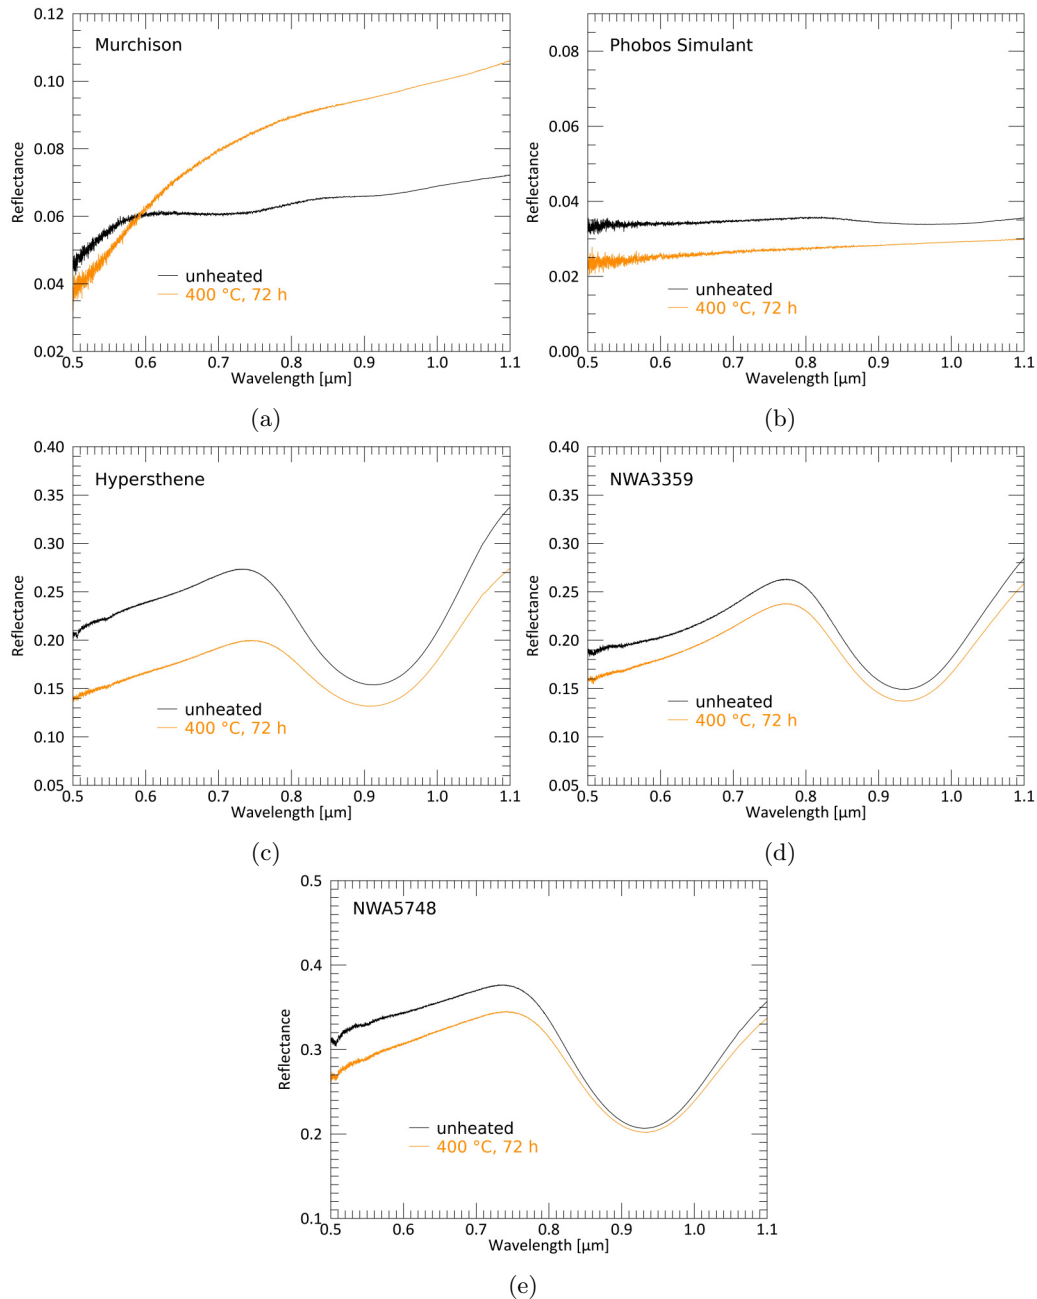 Murchison
Reflectance
0.12
0.10
0.08
0.06
0.04
0.02
unheated
400 °C, 72 h
0.5 0.6 0.7 0.8 0.9 1.0 1.1
Wavelength [µm]
(a)
Phobos Simulant
Reflectance
0.08
0.06
0.04
0.02
0.00
unheated
400 °C, 72 h
0.5 0.6 0.7 0.8 0.9 1.0 1.1
Wavelength [µm]
(b)
Hypersthene
Reflectance
0.40
0.35
0.30
0.25
0.20
0.15
0.10
0.05
unheated
400 °C, 72 h
0.5 0.6 0.7 0.8 0.9 1.0 1.1
Wavelength [µm]
(c)
NWA3359
Reflectance
0.40
0.35
0.30
0.25
0.20
0.15
0.10
0.05
unheated
400 °C, 72 h
0.5 0.6 0.7 0.8 0.9 1.0 1.1
Wavelength [µm]
(d)
NWA5748
Reflectance
0.5
0.4
0.3
0.2
0.1
unheated
400 °C, 72 h
0.5 0.6 0.7 0.8 0.9 1.0 1.1
Wavelength [µm]
(e)